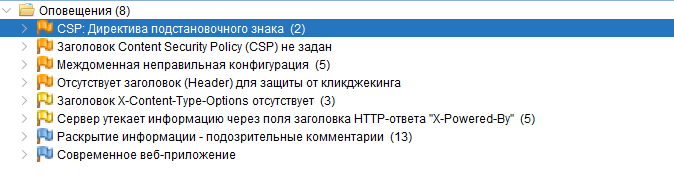 Оповещения (8)
CSP: Директива подстановочного знака (2)
Заголовок Content Security Policy (CSP) не задан
Междоменная неправильная конфигурация (5)
Отсутствует заголовок (Header) для защиты от кликджекинга
Заголовок X-Content-Type-Options отсутствует (3)
Сервер утекает информацию через поля заголовка HTTP-ответа "X-Powered-By" (5)
Раскрытие информации - подозрительные комментарии (13)
Современное веб-приложение